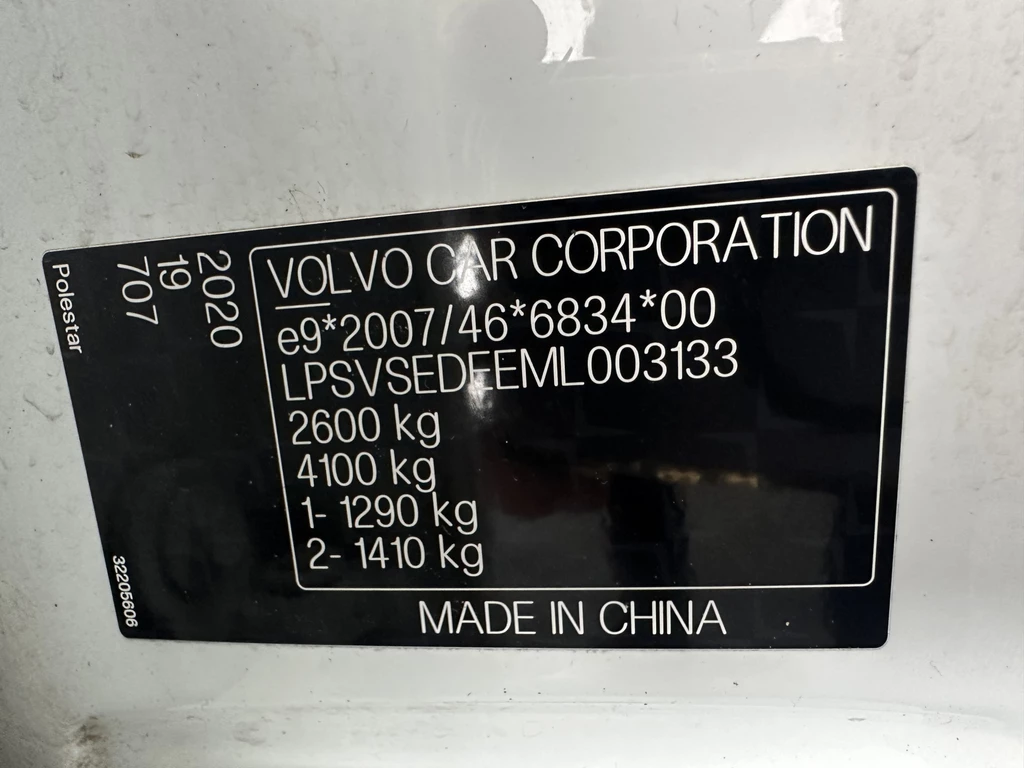 VOLVO CAR CORPORATION
e9*2007/46*6834*00
LPSVSEDEEML003133
2600 kg
4100 kg
1- 1290 kg
2- 1410 kg
MADE IN CHINA
2020
19
707
Polestar
32205606